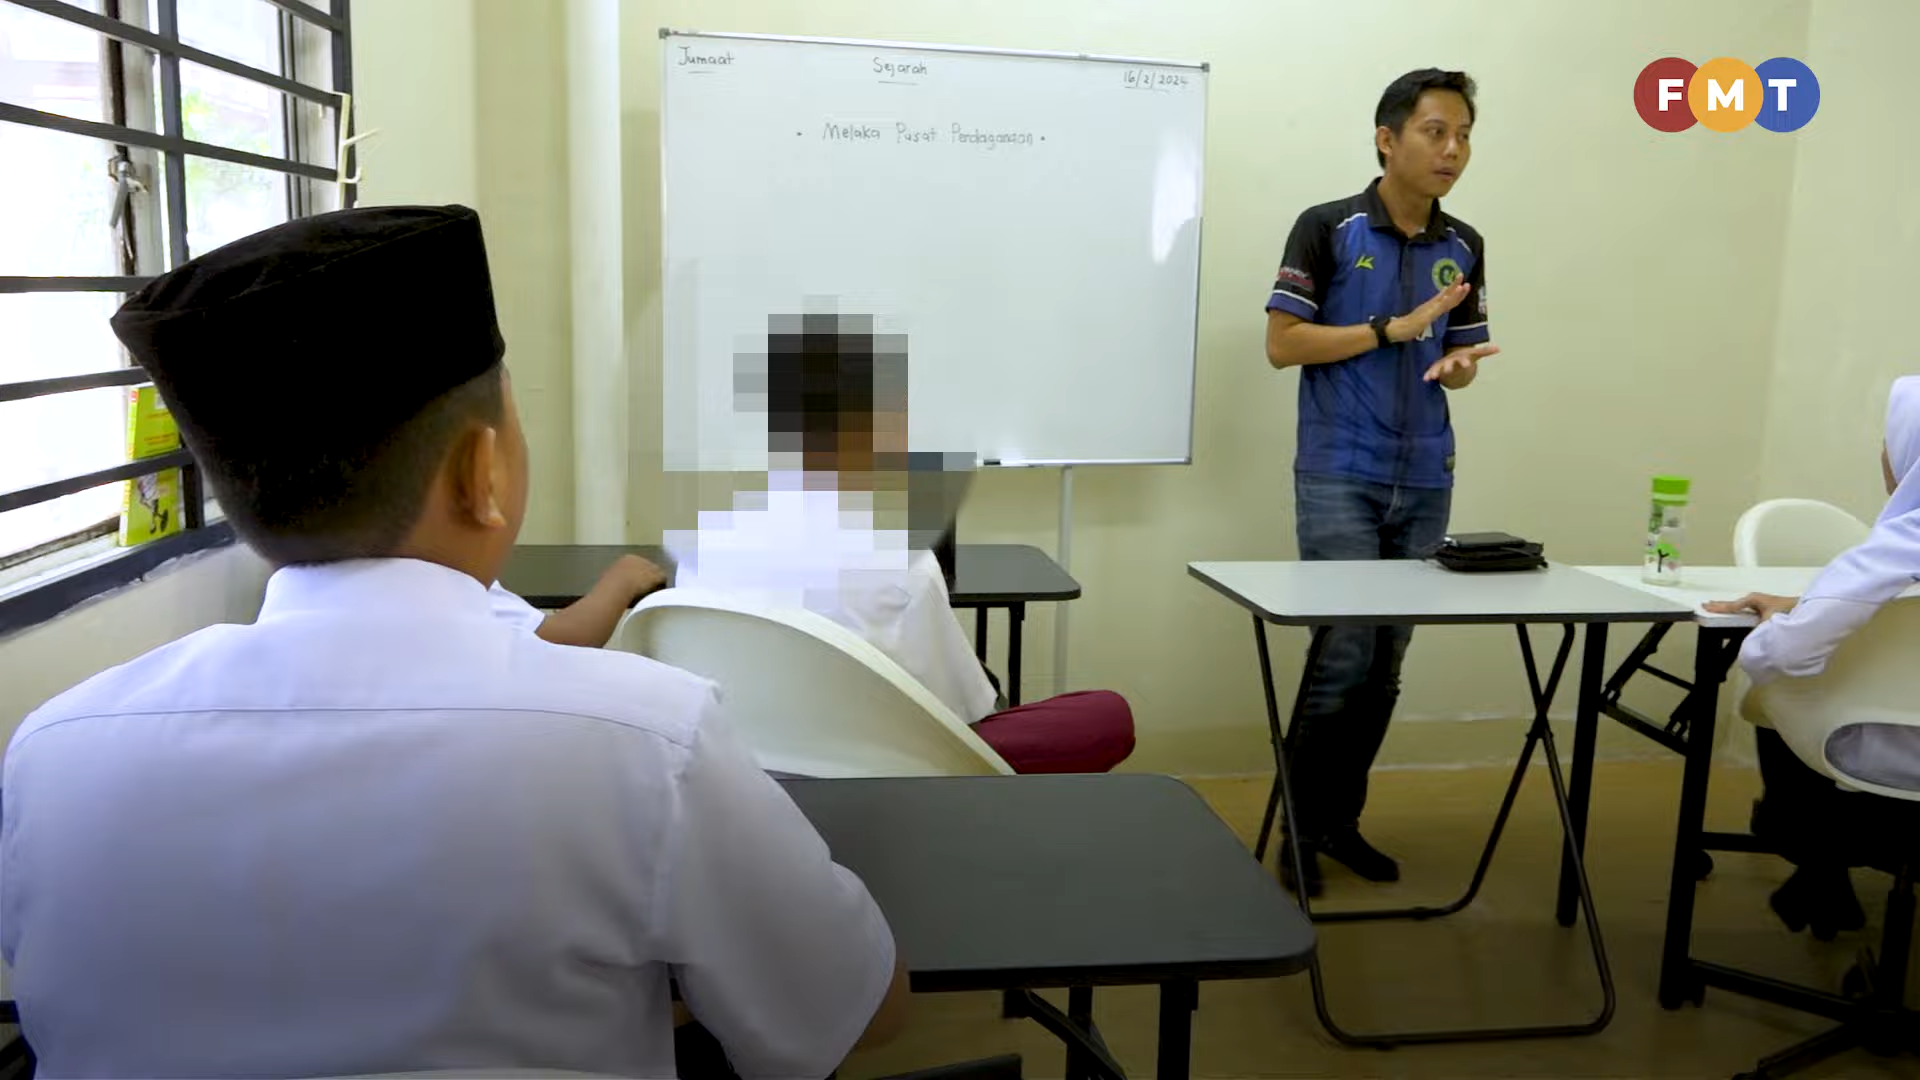 Jumaat Sejarah 16/2/2024
• Melaka Pusat Perdagangan •
FMT